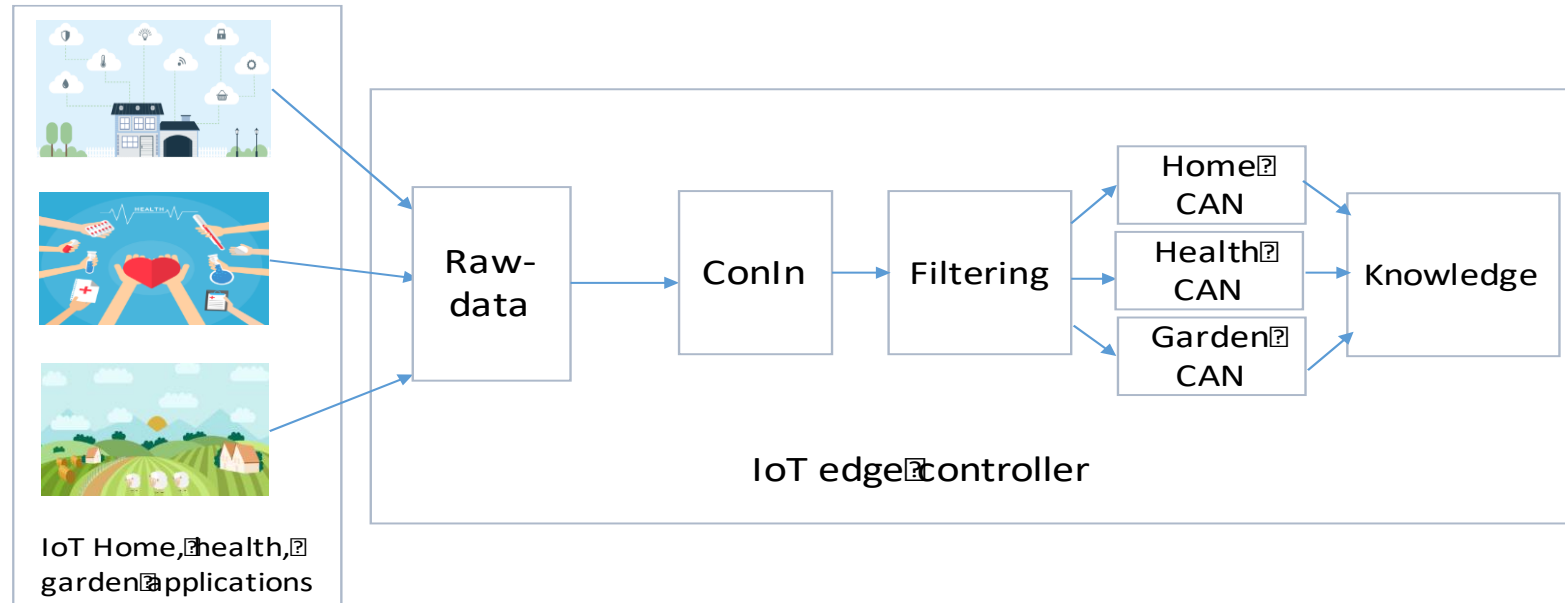 HEALTH
IoT Home,⍰health,⍰
garden⍰applications
Raw-
data
ConIn
Filtering
Home⍰
CAN
Health⍰
CAN
Garden⍰
CAN
Knowledge
IoT edge⍰controller